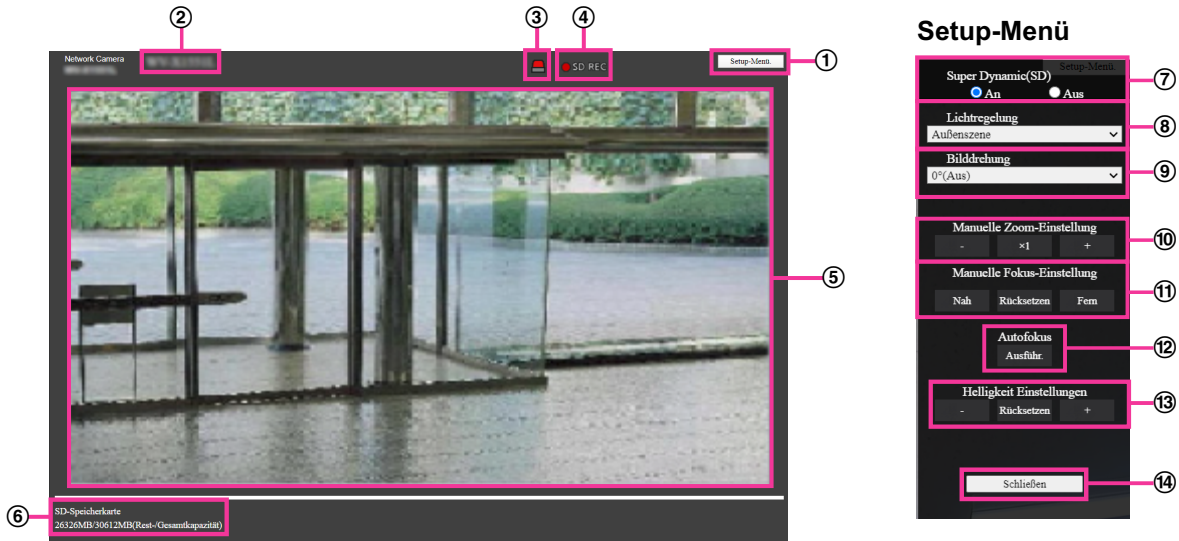 ② ③ ④ Setup-Menü
Network Camera
SD REC
Setup-Menü.
①
⑤
SD-Speicherkarte
26326MB/30612MB(Rest-/Gesamtkapazität)
⑥
Setup-Menü.
Super Dynamic(SD)
An Aus
⑦
Lichtregelung
Außenszene
⑧
Bilddrehung
0°(Aus)
⑨
Manuelle Zoom-Einstellung
- ×1 +
⑩
Manuelle Fokus-Einstellung
Nah Rücksetzen Fern
⑪
Autofokus
Ausführ.
⑫
Helligkeit Einstellungen
- Rücksetzen +
⑬
Schließen
⑭